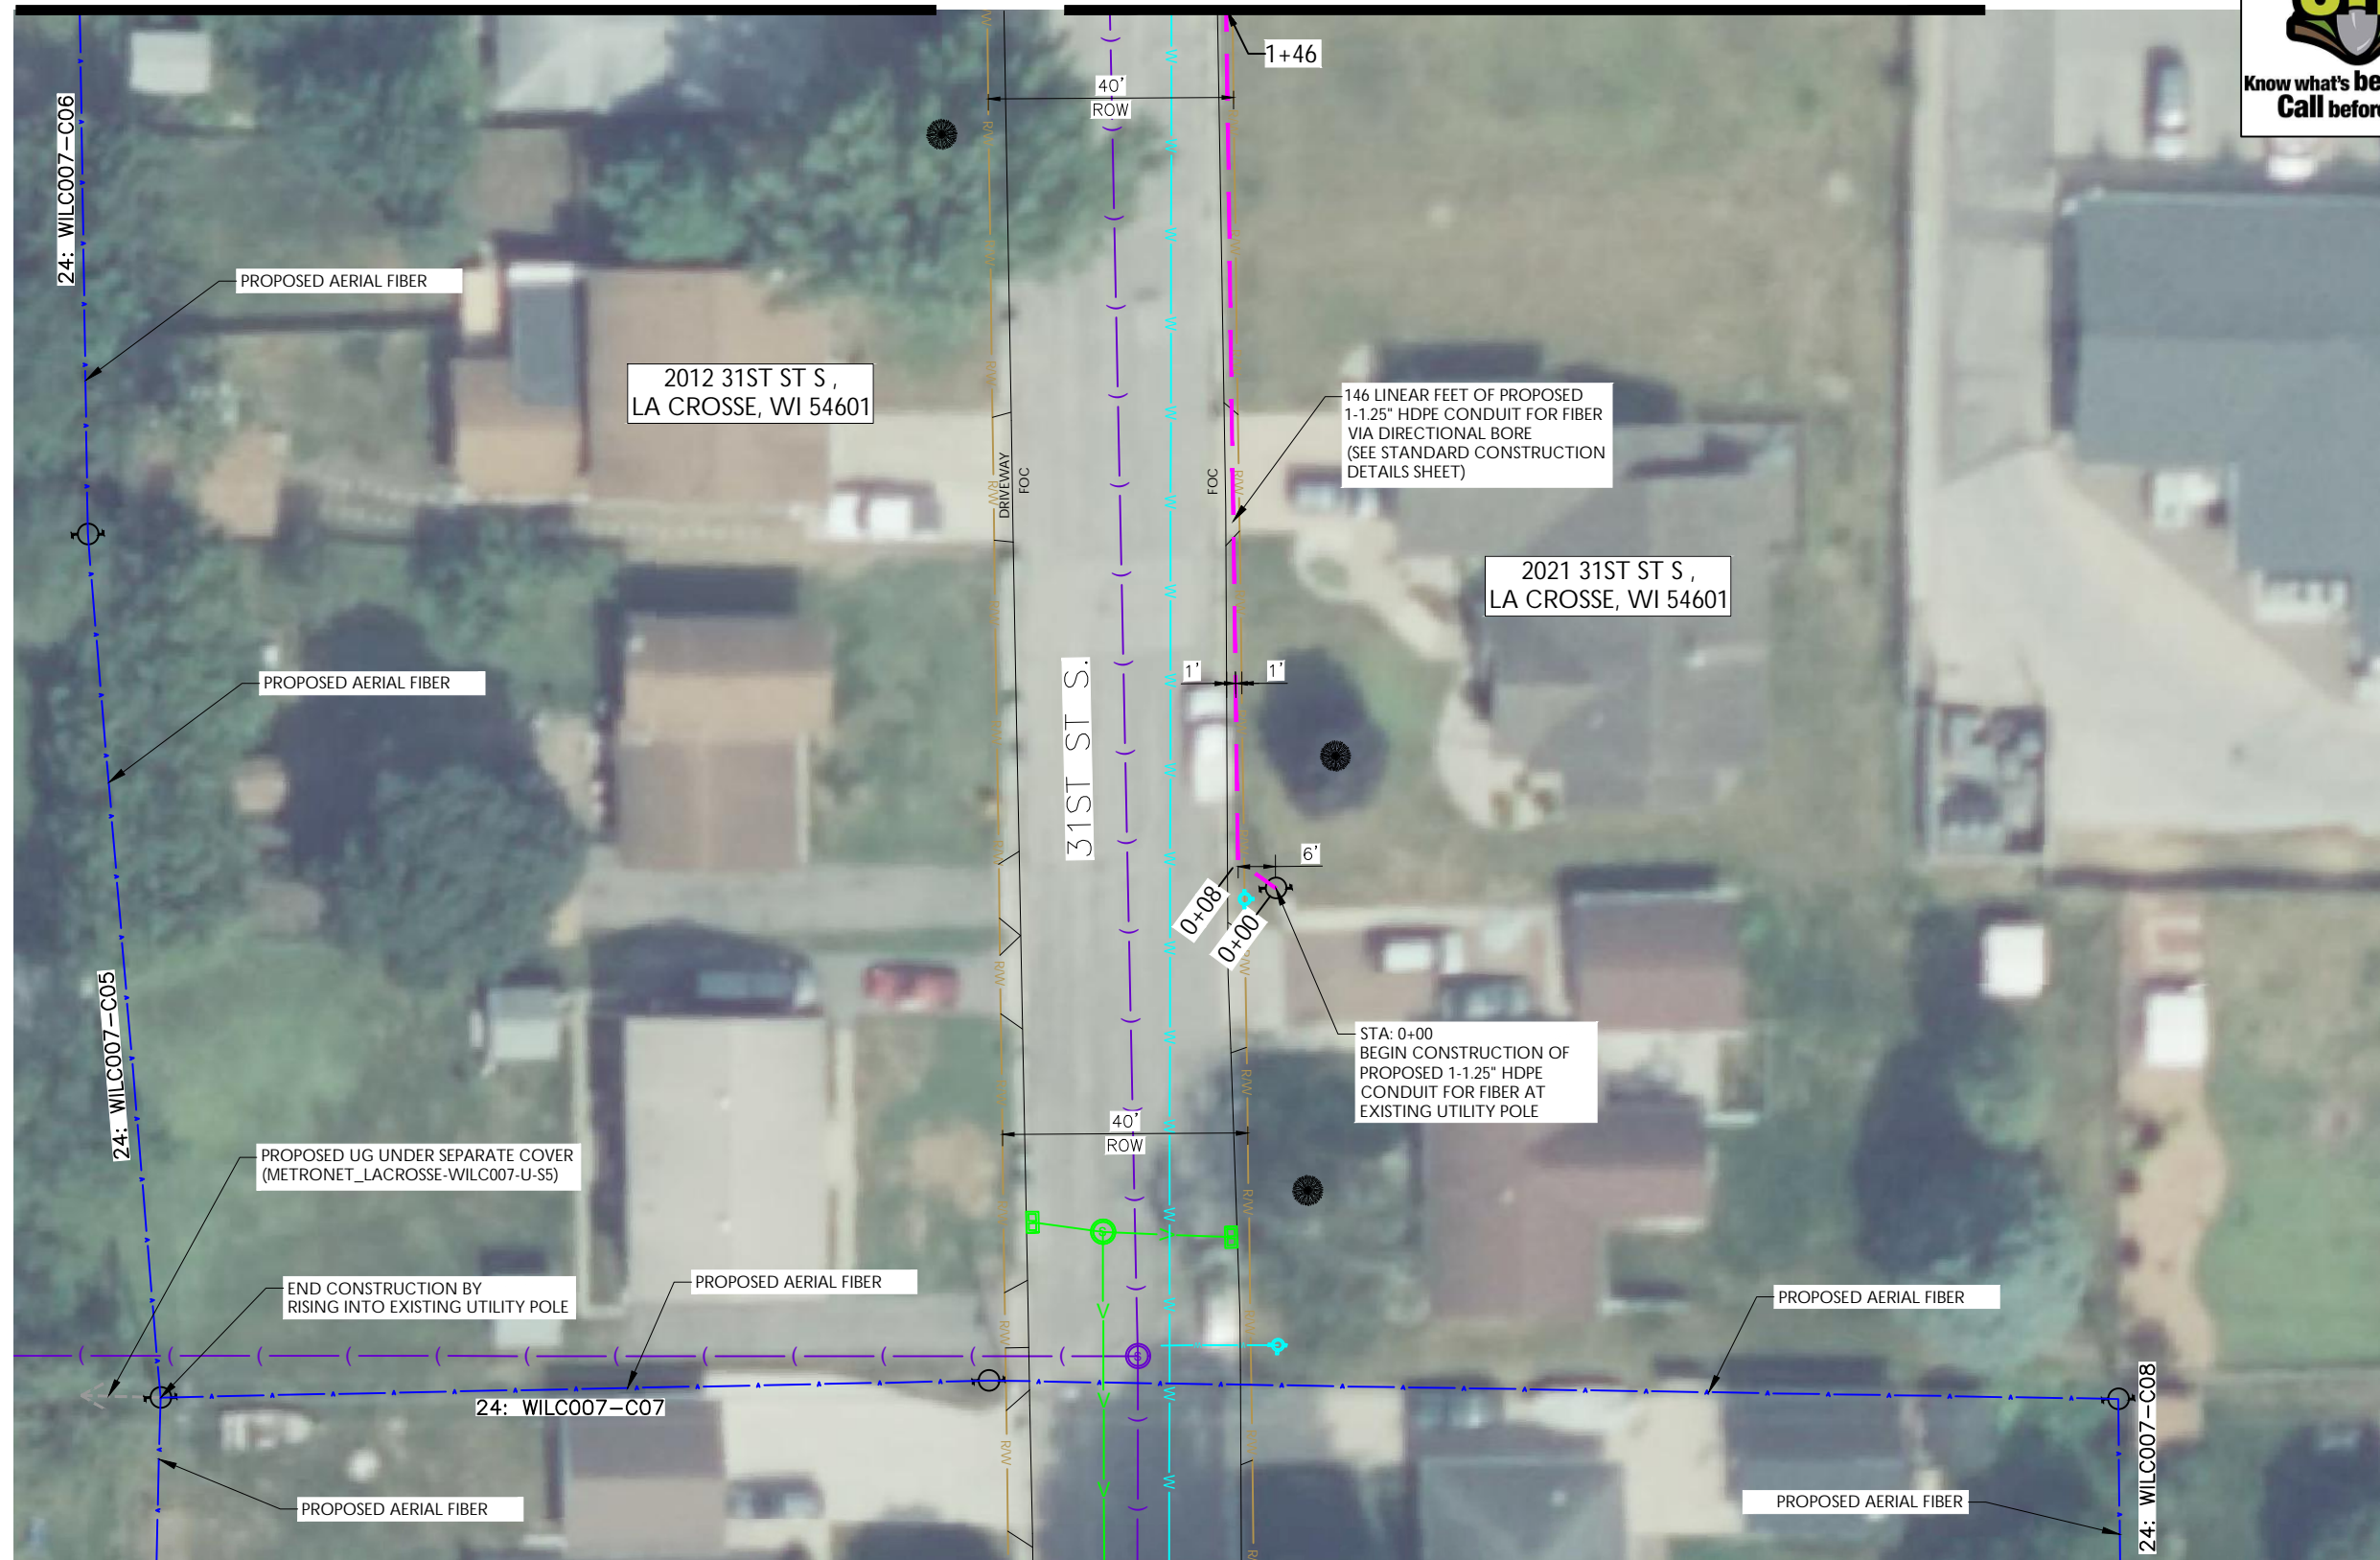 Know what's be
Call before
1+46
40'
ROW
24: WILC007-C06
PROPOSED AERIAL FIBER
2012 31ST ST S ,
LA CROSSE, WI 54601
146 LINEAR FEET OF PROPOSED
1-1.25" HDPE CONDUIT FOR FIBER
VIA DIRECTIONAL BORE
(SEE STANDARD CONSTRUCTION
DETAILS SHEET)
DRIVEWAY
FOC
FOC
2021 31ST ST S ,
LA CROSSE, WI 54601
PROPOSED AERIAL FIBER
31ST ST S.
1'
1'
6'
0+08
0+00
24: WILC007-C05
STA: 0+00
BEGIN CONSTRUCTION OF
PROPOSED 1-1.25" HDPE
CONDUIT FOR FIBER AT
EXISTING UTILITY POLE
40'
ROW
PROPOSED UG UNDER SEPARATE COVER
(METRONET_LACROSSE-WILC007-U-S5)
END CONSTRUCTION BY
RISING INTO EXISTING UTILITY POLE
PROPOSED AERIAL FIBER
PROPOSED AERIAL FIBER
24: WILC007-C07
24: WILC007-C08
PROPOSED AERIAL FIBER
PROPOSED AERIAL FIBER
R/W
W
S